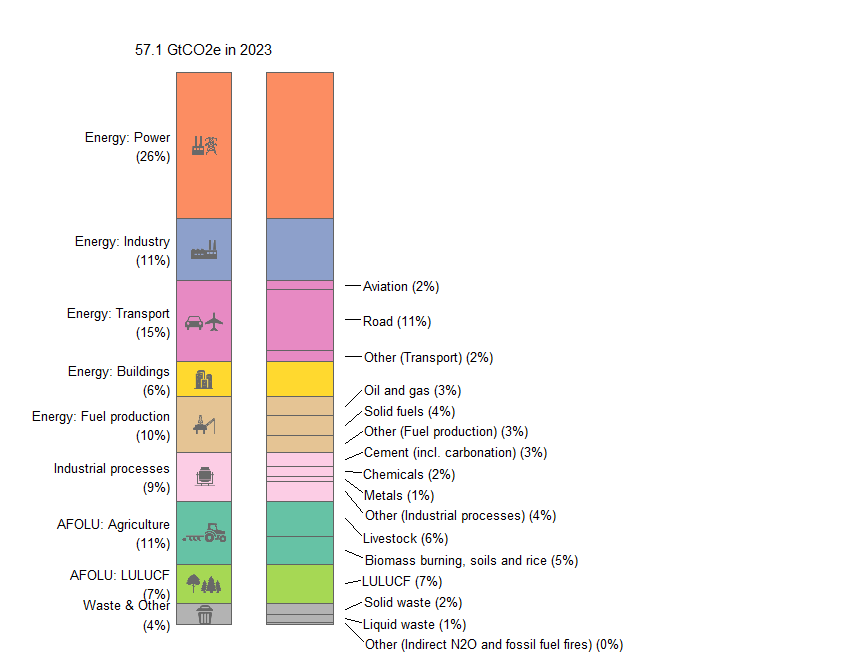 57.1 GtCO2e in 2023
Energy: Power
(26%)
Energy: Industry
(11%)
Energy: Transport
(15%)
Energy: Buildings
(6%)
Energy: Fuel production
(10%)
Industrial processes
(9%)
AFOLU: Agriculture
(11%)
AFOLU: LULUCF
(7%)
Waste & Other
(4%)
Aviation (2%)
Road (11%)
Other (Transport) (2%)
Oil and gas (3%)
Solid fuels (4%)
Other (Fuel production) (3%)
Cement (incl. carbonation) (3%)
Chemicals (2%)
Metals (1%)
Other (Industrial processes) (4%)
Livestock (6%)
Biomass burning, soils and rice (5%)
LULUCF (7%)
Solid waste (2%)
Liquid waste (1%)
Other (Indirect N2O and fossil fuel fires) (0%)